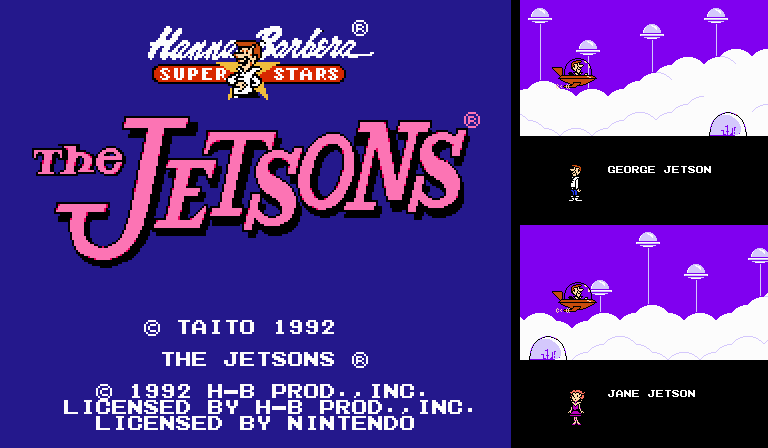 Hanna Barbera ®
SUPER STARS
The JETSONS ®
© TAITO 1992
THE JETSONS ®
© 1992 H-B PROD., INC.
LICENSED BY H-B PROD., INC.
LICENSED BY NINTENDO
GEORGE JETSON
JANE JETSON